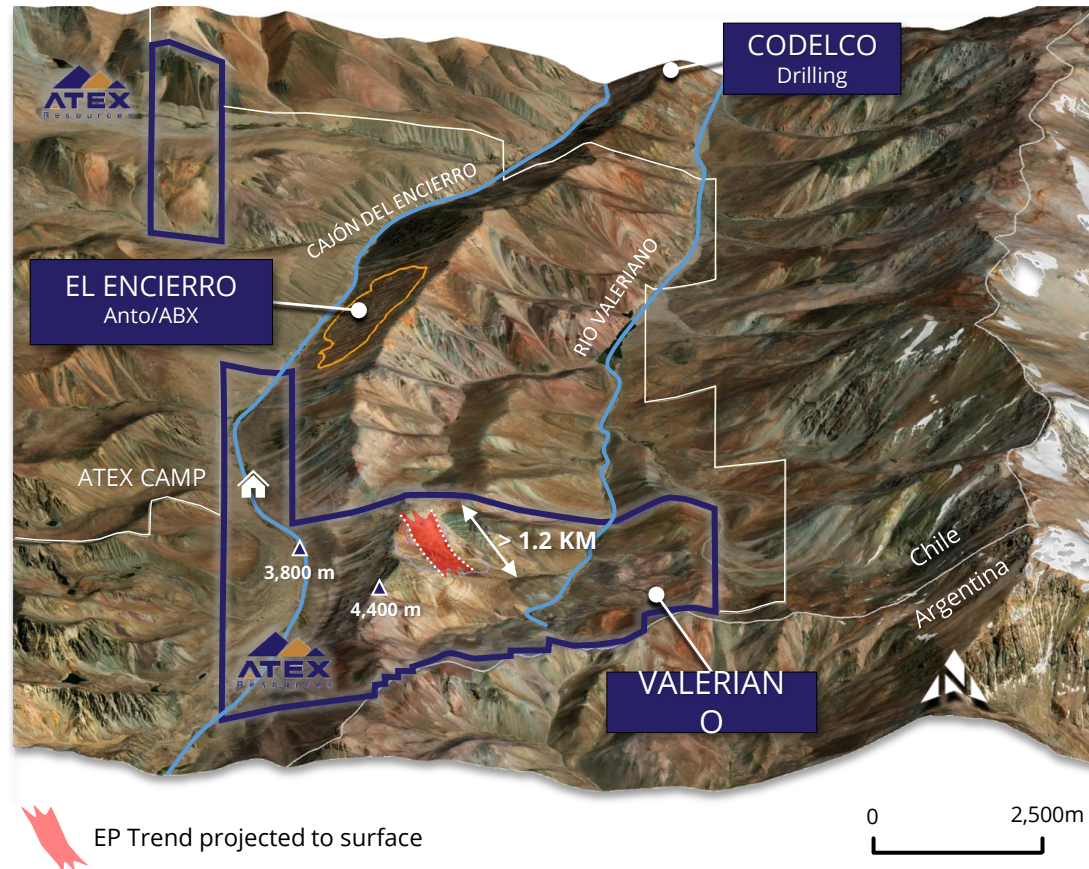 CODELCO
Drilling
ATEX
Resources
CAJÓN DEL ENCIERRO
EL ENCIERRO
Anto/ABX
RIO VALERIANO
ATEX CAMP
> 1.2 KM
3,800 m
4,400 m
Chile
Argentina
ATEX
Resources
VALERIAN
O
N
EP Trend projected to surface
0
2,500m